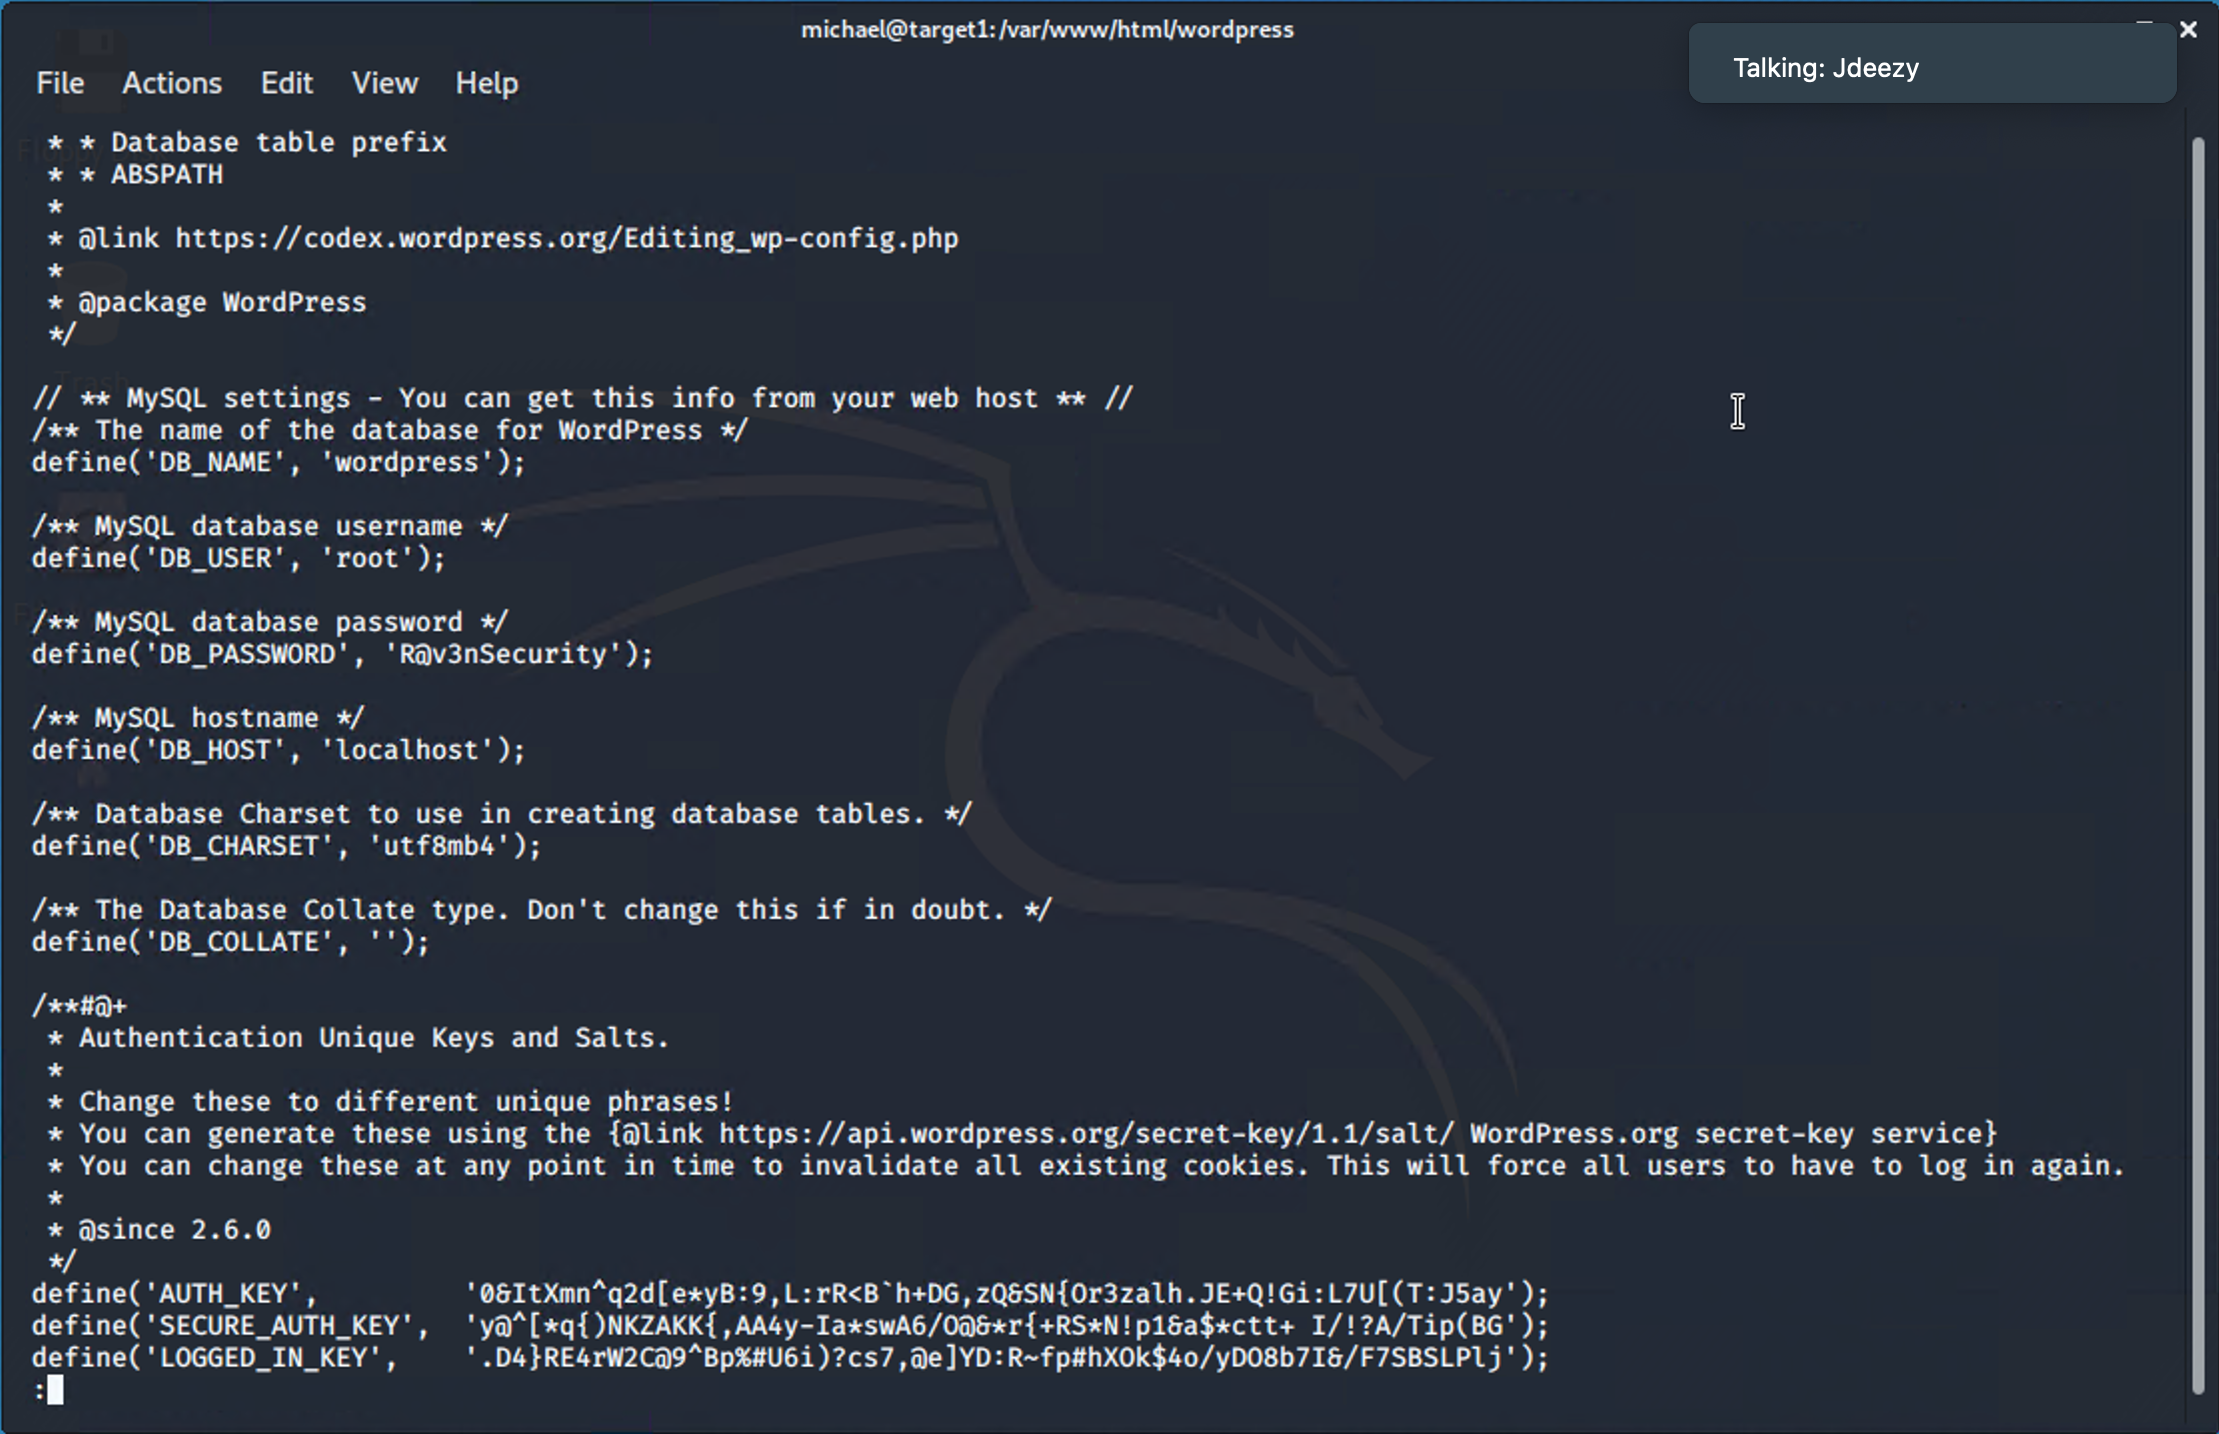 michael@target1:/var/www/html/wordpress
Talking: Jdeezy
File Actions Edit View Help
* * Database table prefix
* * ABSPATH
*
* @link https://codex.wordpress.org/Editing_wp-config.php
*
* @package WordPress
*/
// ** MySQL settings - You can get this info from your web host ** //
/** The name of the database for WordPress */
define('DB_NAME', 'wordpress');
/** MySQL database username */
define('DB_USER', 'root');
/** MySQL database password */
define('DB_PASSWORD', 'R@v3nSecurity');
/** MySQL hostname */
define('DB_HOST', 'localhost');
/** Database Charset to use in creating database tables. */
define('DB_CHARSET', 'utf8mb4');
/** The Database Collate type. Don't change this if in doubt. */
define('DB_COLLATE', '');
/**#@+
* Authentication Unique Keys and Salts.
*
* Change these to different unique phrases!
* You can generate these using the {@link https://api.wordpress.org/secret-key/1.1/salt/ WordPress.org secret-key service}
* You can change these at any point in time to invalidate all existing cookies. This will force all users to have to log in again.
*
* @since 2.6.0
*/
define('AUTH_KEY',         '0&ItXmn^q2d[e*yB:9,L:rR<B`h+DG,zQ&SN{Or3zalh.JE+Q!Gi:L7U[(T:J5ay');
define('SECURE_AUTH_KEY',  'y@^[*q{)NKZAKK{,AA4y-Ia*swA6/O@&*r{+RS*N!p1&a$*ctt+ I/!?A/Tip(BG');
define('LOGGED_IN_KEY',    '.D4}RE4rW2C@9^Bp%#U6i)?cs7,@e]YD:R~fp#hXOk$4o/yDO8b7I&/F7SBSLPlj');
: